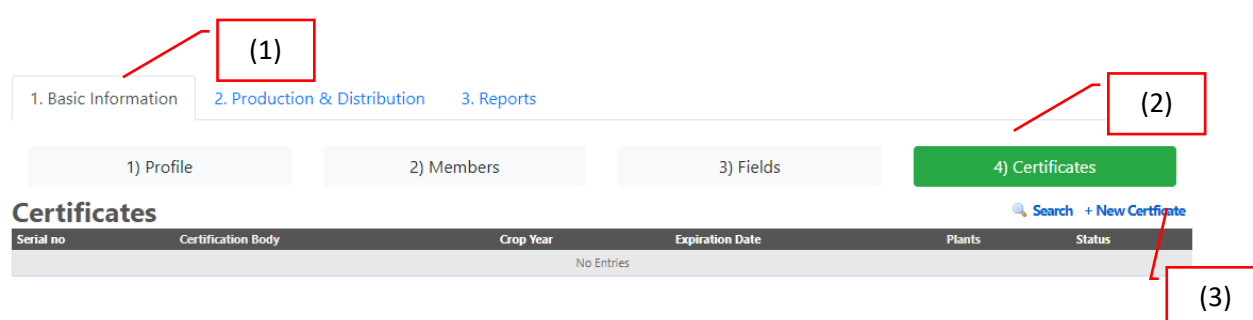 (1)
1. Basic Information 2. Production & Distribution 3. Reports
(2)
1) Profile 2) Members 3) Fields 4) Certificates
Certificates
Search + New Certficate
Serial no Certification Body Crop Year Expiration Date Plants Status
No Entries
(3)